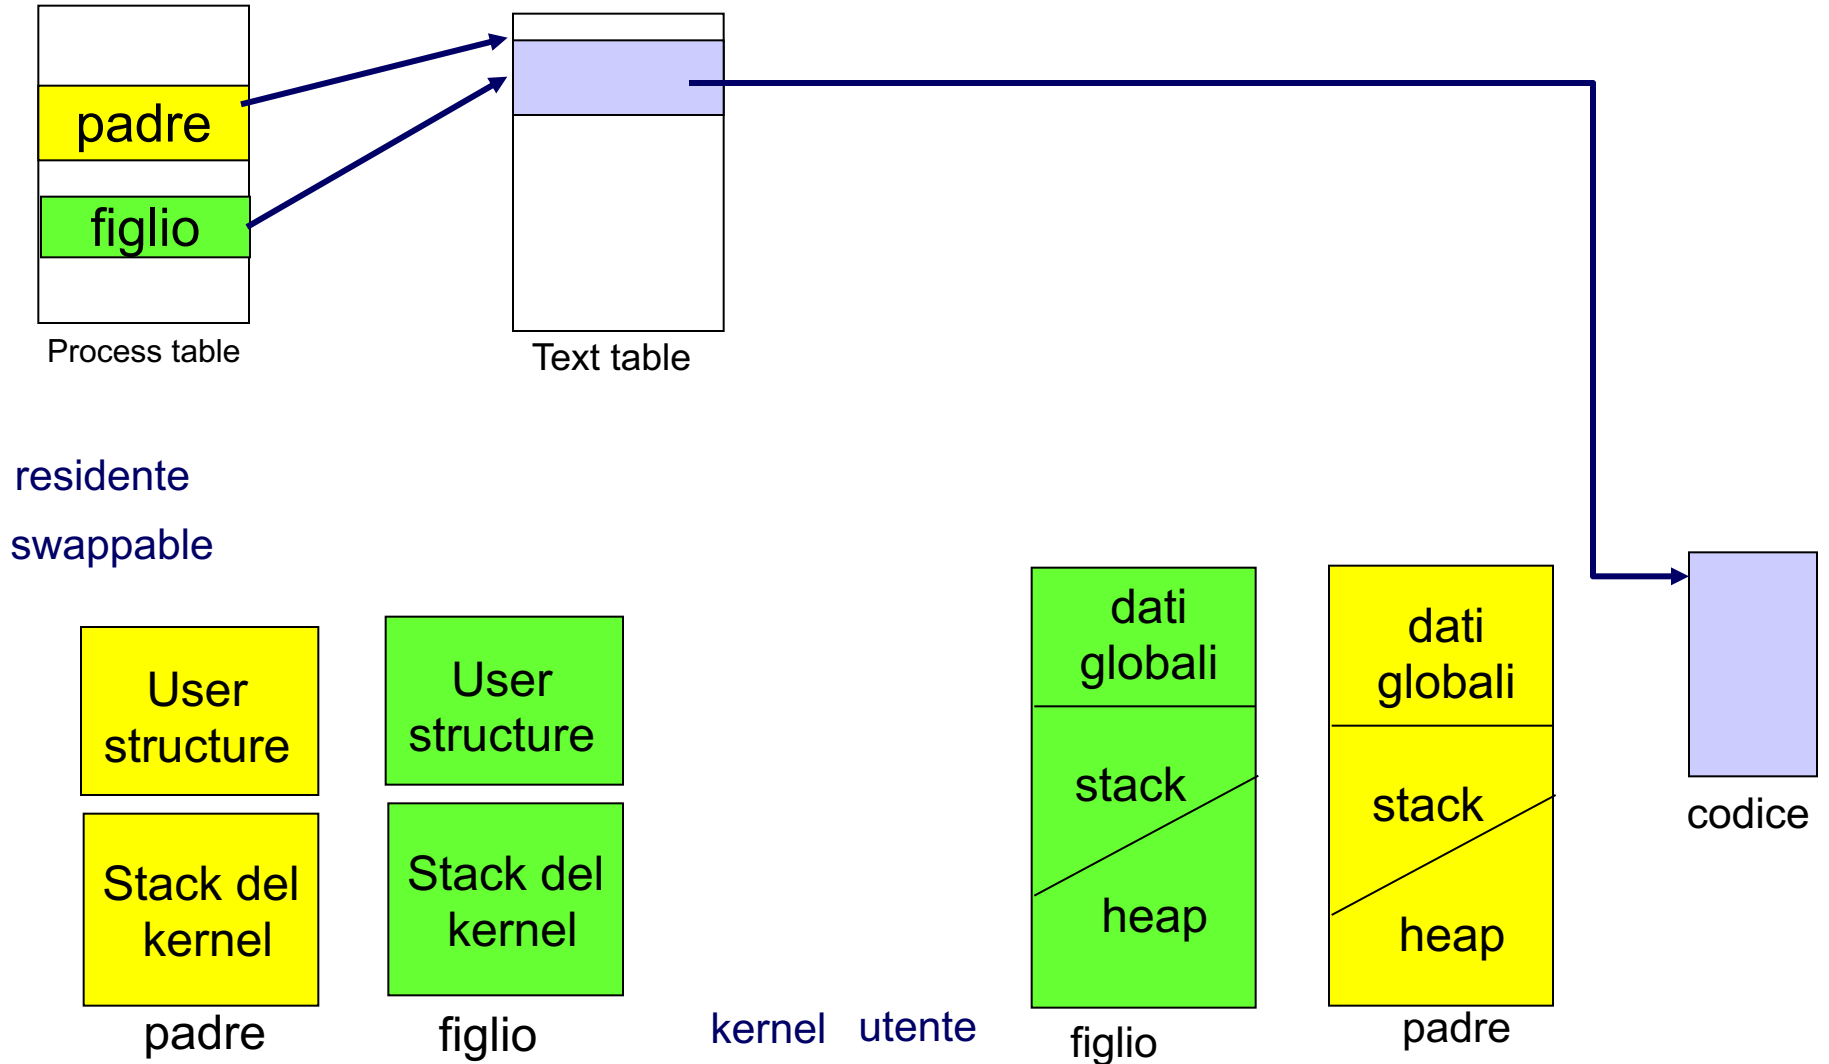 padre
figlio
Process table
Text table
residente
swappable
User
structure
Stack del
kernel
padre
User
structure
Stack del
kernel
figlio
kernel
utente
dati
globali
stack
heap
figlio
dati
globali
stack
heap
padre
codice